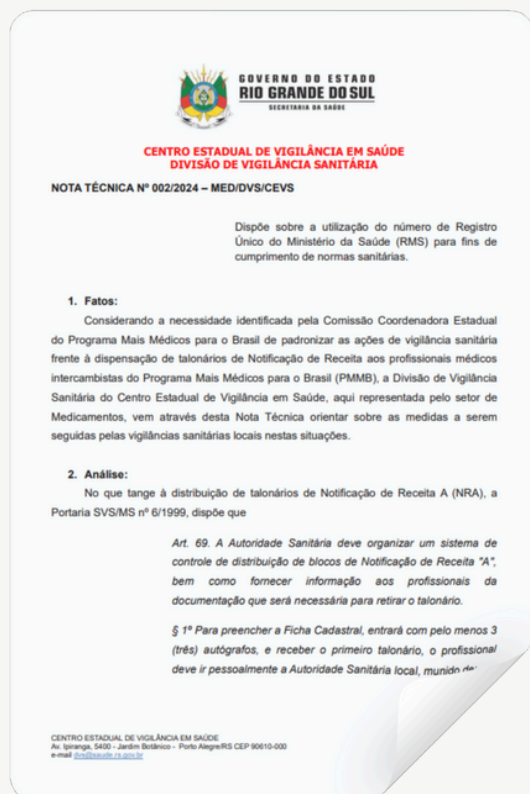 GOVERNO DO ESTADO
RIO GRANDE DO SUL
SECRETARIA DA SAÚDE
CENTRO ESTADUAL DE VIGILÂNCIA EM SAÚDE
DIVISÃO DE VIGILÂNCIA SANITÁRIA
NOTA TÉCNICA Nº 002/2024 – MED/DVS/CEVS
Dispõe sobre a utilização do número de Registro
Único do Ministério da Saúde (RMS) para fins de
cumprimento de normas sanitárias.
1. Fatos:
Considerando a necessidade identificada pela Comissão Coordenadora Estadual
do Programa Mais Médicos para o Brasil de padronizar as ações de vigilância sanitária
frente à dispensação de talonários de Notificação de Receita aos profissionais médicos
intercambistas do Programa Mais Médicos para o Brasil (PMMB), a Divisão de Vigilância
Sanitária do Centro Estadual de Vigilância em Saúde, aqui representada pelo setor de
Medicamentos, vem através desta Nota Técnica orientar sobre as medidas a serem
seguidas pelas vigilâncias sanitárias locais nestas situações.
2. Análise:
No que tange à distribuição de talonários de Notificação de Receita A (NRA), a
Portaria SVS/MS nº 6/1999, dispõe que
Art. 69. A Autoridade Sanitária deve organizar um sistema de
controle de distribuição de blocos de Notificação de Receita "A",
bem como fornecer informação aos profissionais da
documentação que será necessária para retirar o talonário.
§ 1º Para preencher a Ficha Cadastral, entrará com pelo menos 3
(três) autógrafos, e receber o primeiro talonário, o profissional
deve ir pessoalmente a Autoridade Sanitária local, munido
CENTRO ESTADUAL DE VIGILÂNCIA EM SAÚDE
Av. Ipiranga, 5400 - Jardim Botânico - Porto Alegre/RS CEP 90610-000
e-mail dvs@saude.rs.gov.br